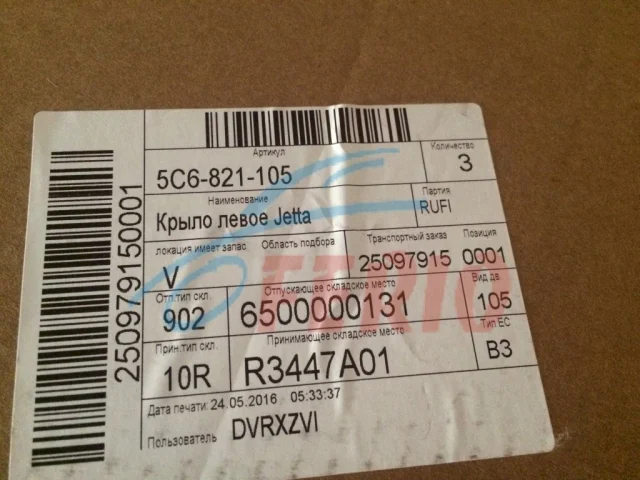 Артикул
5C6-821-105
Количество
3
Наименование
Крыло левое Jetta
Партия
RUFI
локация имеет запас
V
Область подбора
Транспортный заказ
25097915
Позиция
0001
Отп.тип скл.
902
Отпускающее складское место
6500000131
Вид дв.
105
Прин.тип скл.
10R
Принимающее складское место
R3447A01
Тип ЕС
B3
Дата печати: 24.05.2016 05:33:37
Пользователь DVRXZVI
250979150001